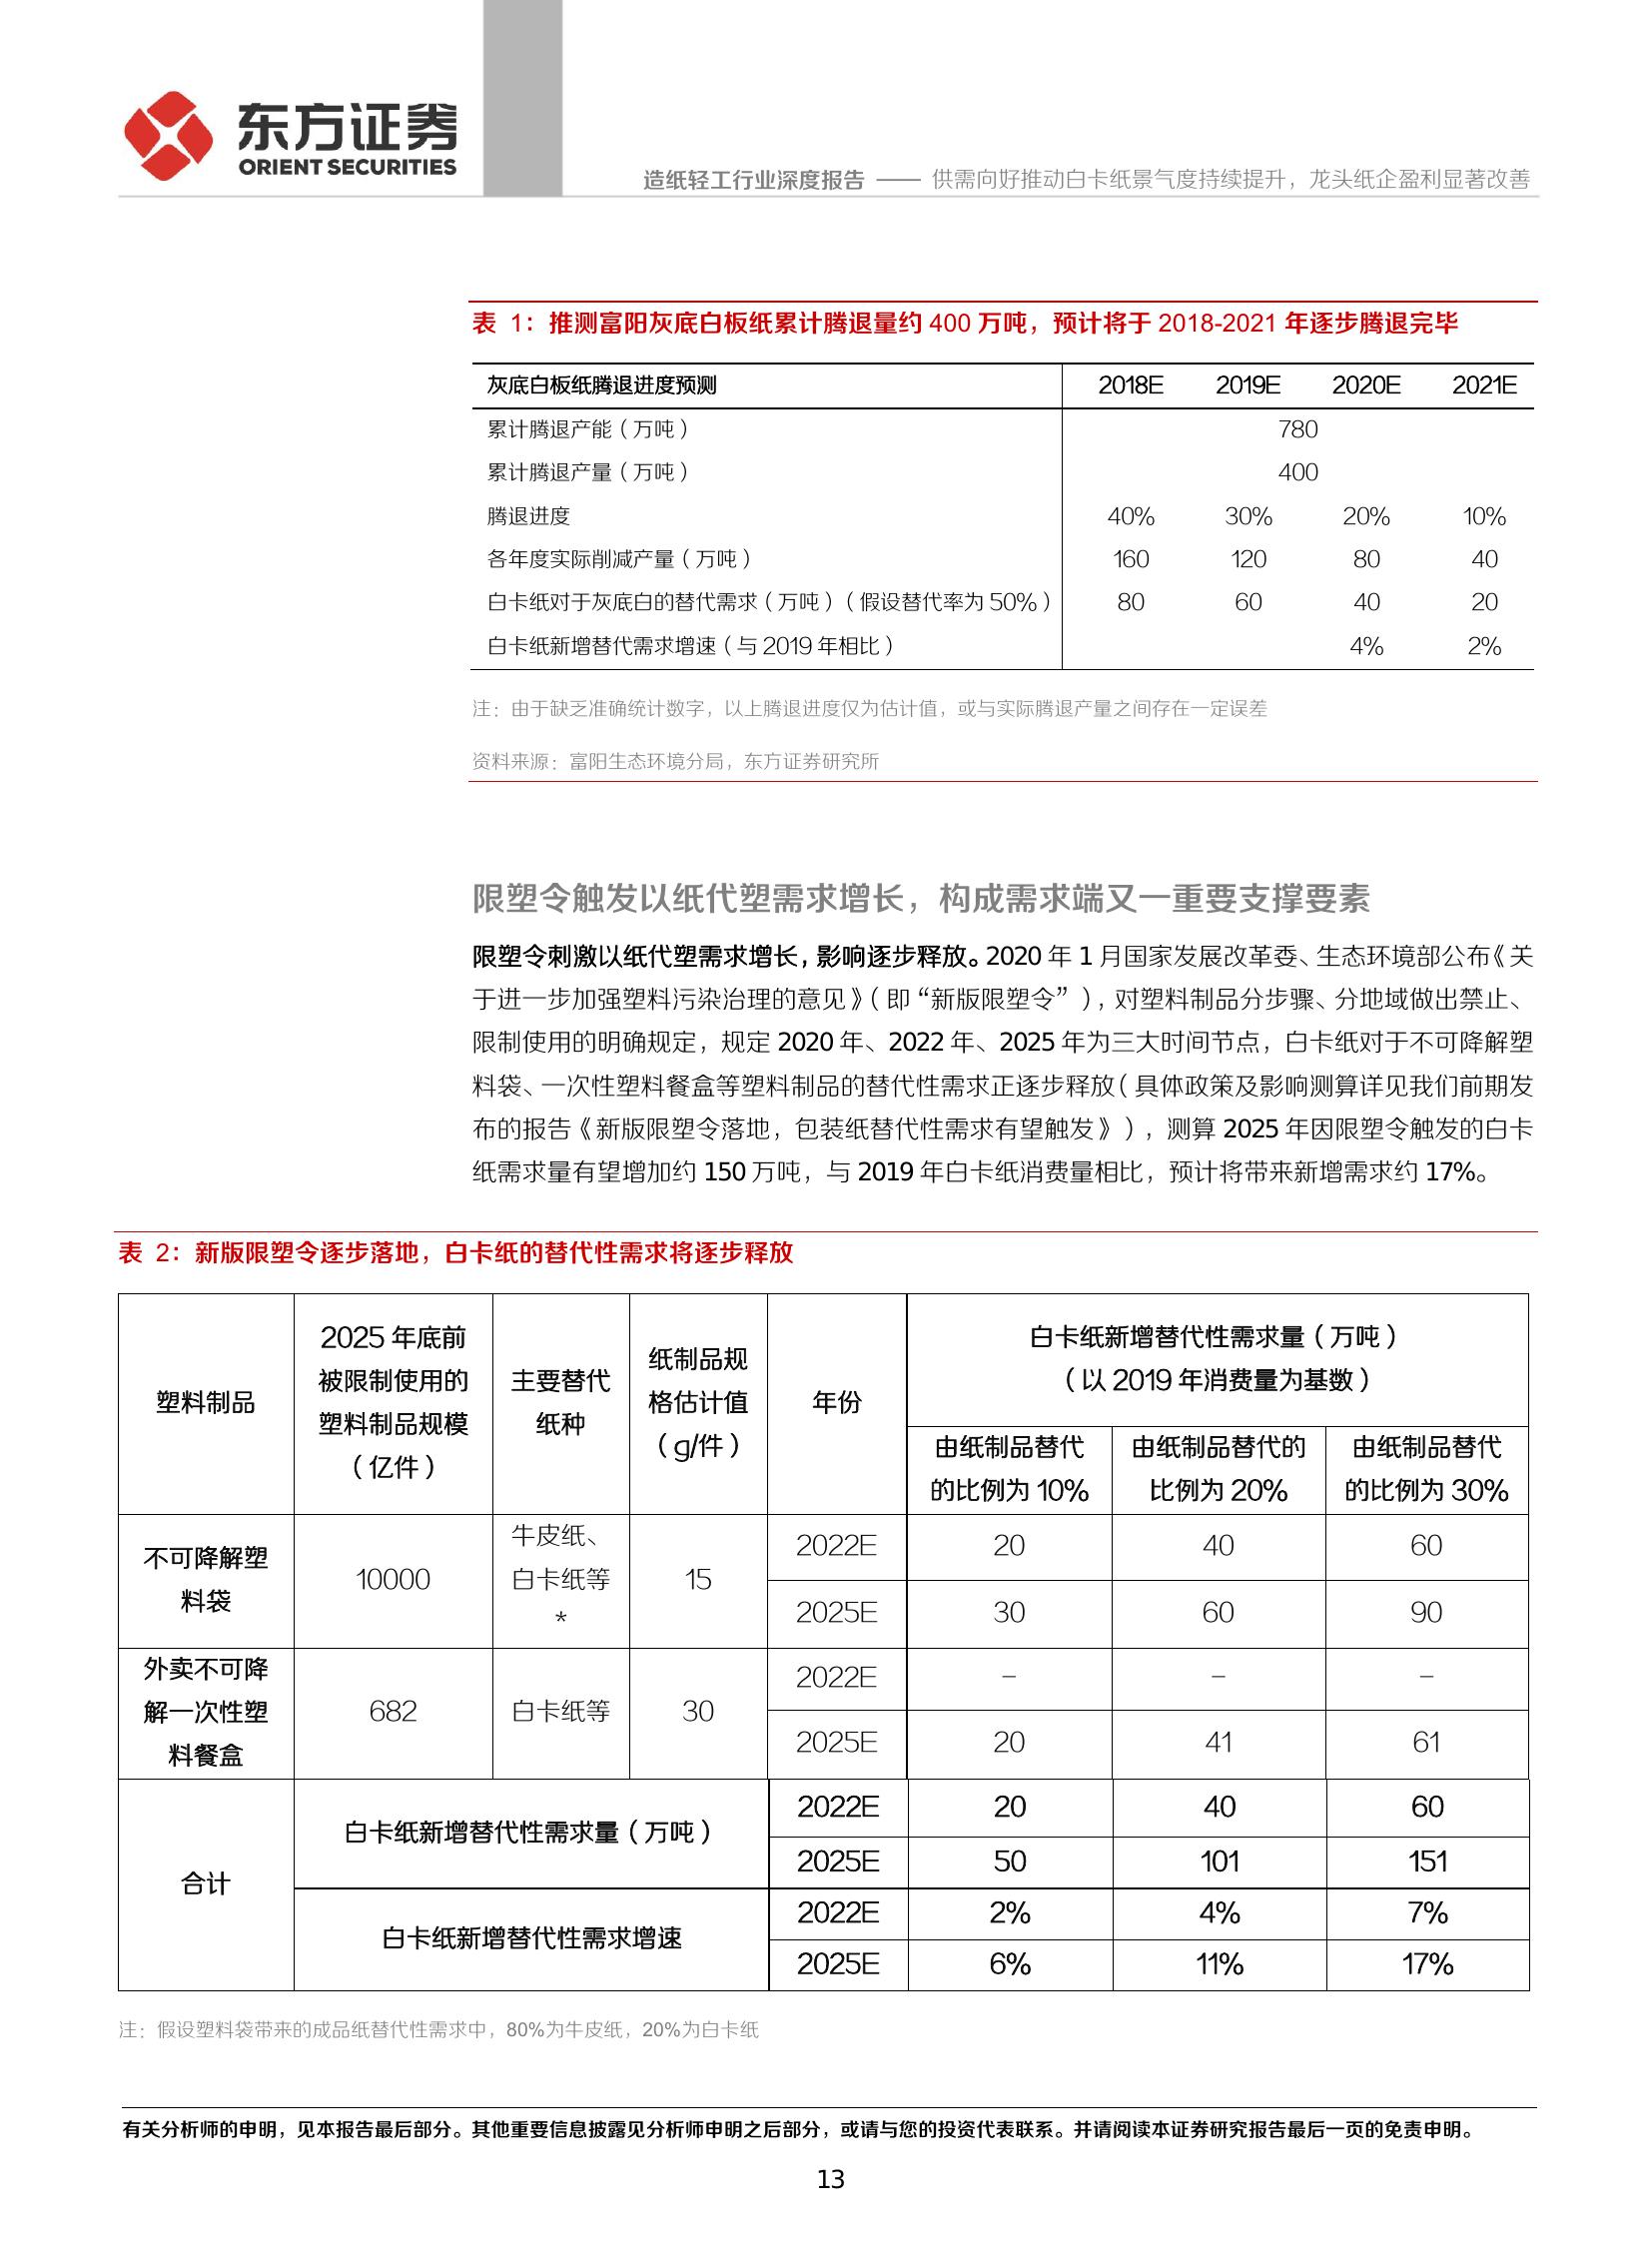 东方证券
ORIENT SECURITIES
造纸轻工行业深度报告 —— 供需向好推动白卡纸景气度持续提升，龙头纸企盈利显著改善
表 1：推测富阳灰底白板纸累计腾退量约 400 万吨，预计将于 2018-2021 年逐步腾退完毕
灰底白板纸腾退进度预测 2018E 2019E 2020E 2021E
累计腾退产能（万吨） 780
累计腾退产量（万吨） 400
腾退进度 40% 30% 20% 10%
各年度实际削减产量（万吨） 160 120 80 40
白卡纸对于灰底白的替代需求（万吨）（假设替代率为 50%） 80 60 40 20
白卡纸新增替代需求增速（与 2019 年相比） 4% 2%
注：由于缺乏准确统计数字，以上腾退进度仅为估计值，或与实际腾退产量之间存在一定误差
资料来源：富阳生态环境分局，东方证券研究所
限塑令触发以纸代塑需求增长，构成需求端又一重要支撑要素
限塑令刺激以纸代塑需求增长，影响逐步释放。2020 年 1 月国家发展改革委、生态环境部公布《关
于进一步加强塑料污染治理的意见》（即“新版限塑令”），对塑料制品分步骤、分地域做出禁止、
限制使用的明确规定，规定 2020 年、2022 年、2025 年为三大时间节点，白卡纸对于不可降解塑
料袋、一次性塑料餐盒等塑料制品的替代性需求正逐步释放（具体政策及影响测算详见我们前期发
布的报告《新版限塑令落地，包装纸替代性需求有望触发》），测算 2025 年因限塑令触发的白卡
纸需求量有望增加约 150 万吨，与 2019 年白卡纸消费量相比，预计将带来新增需求约 17%。
表 2：新版限塑令逐步落地，白卡纸的替代性需求将逐步释放
塑料制品
2025 年底前
被限制使用的
塑料制品规模
（亿件）
主要替代
纸种
纸制品规
格估计值
（g/件）
年份
白卡纸新增替代性需求量（万吨）
（以 2019 年消费量为基数）
由纸制品替代
的比例为 10%
由纸制品替代的
比例为 20%
由纸制品替代
的比例为 30%
不可降解塑
料袋
10000
牛皮纸、
白卡纸等
*
15
2022E 20 40 60
2025E 30 60 90
外卖不可降
解一次性塑
料餐盒
682
白卡纸等
30
2022E – – –
2025E 20 41 61
合计
白卡纸新增替代性需求量（万吨）
2022E 20 40 60
2025E 50 101 151
白卡纸新增替代性需求增速
2022E 2% 4% 7%
2025E 6% 11% 17%
注：假设塑料袋带来的成品纸替代性需求中，80%为牛皮纸，20%为白卡纸
有关分析师的申明，见本报告最后部分。其他重要信息披露见分析师申明之后部分，或请与您的投资代表联系。并请阅读本证券研究报告最后一页的免责申明。
13